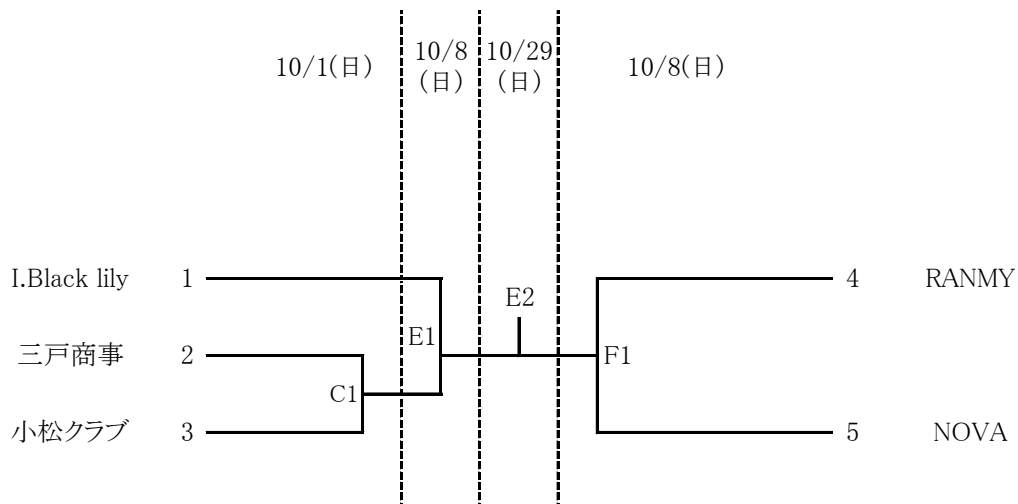 10/1(日)
10/8
(日)
10/29
(日)
10/8(日)
I.Black lily 1
4 RANMY
E2
E1
三戸商事 2
F1
C1
小松クラブ 3
5 NOVA